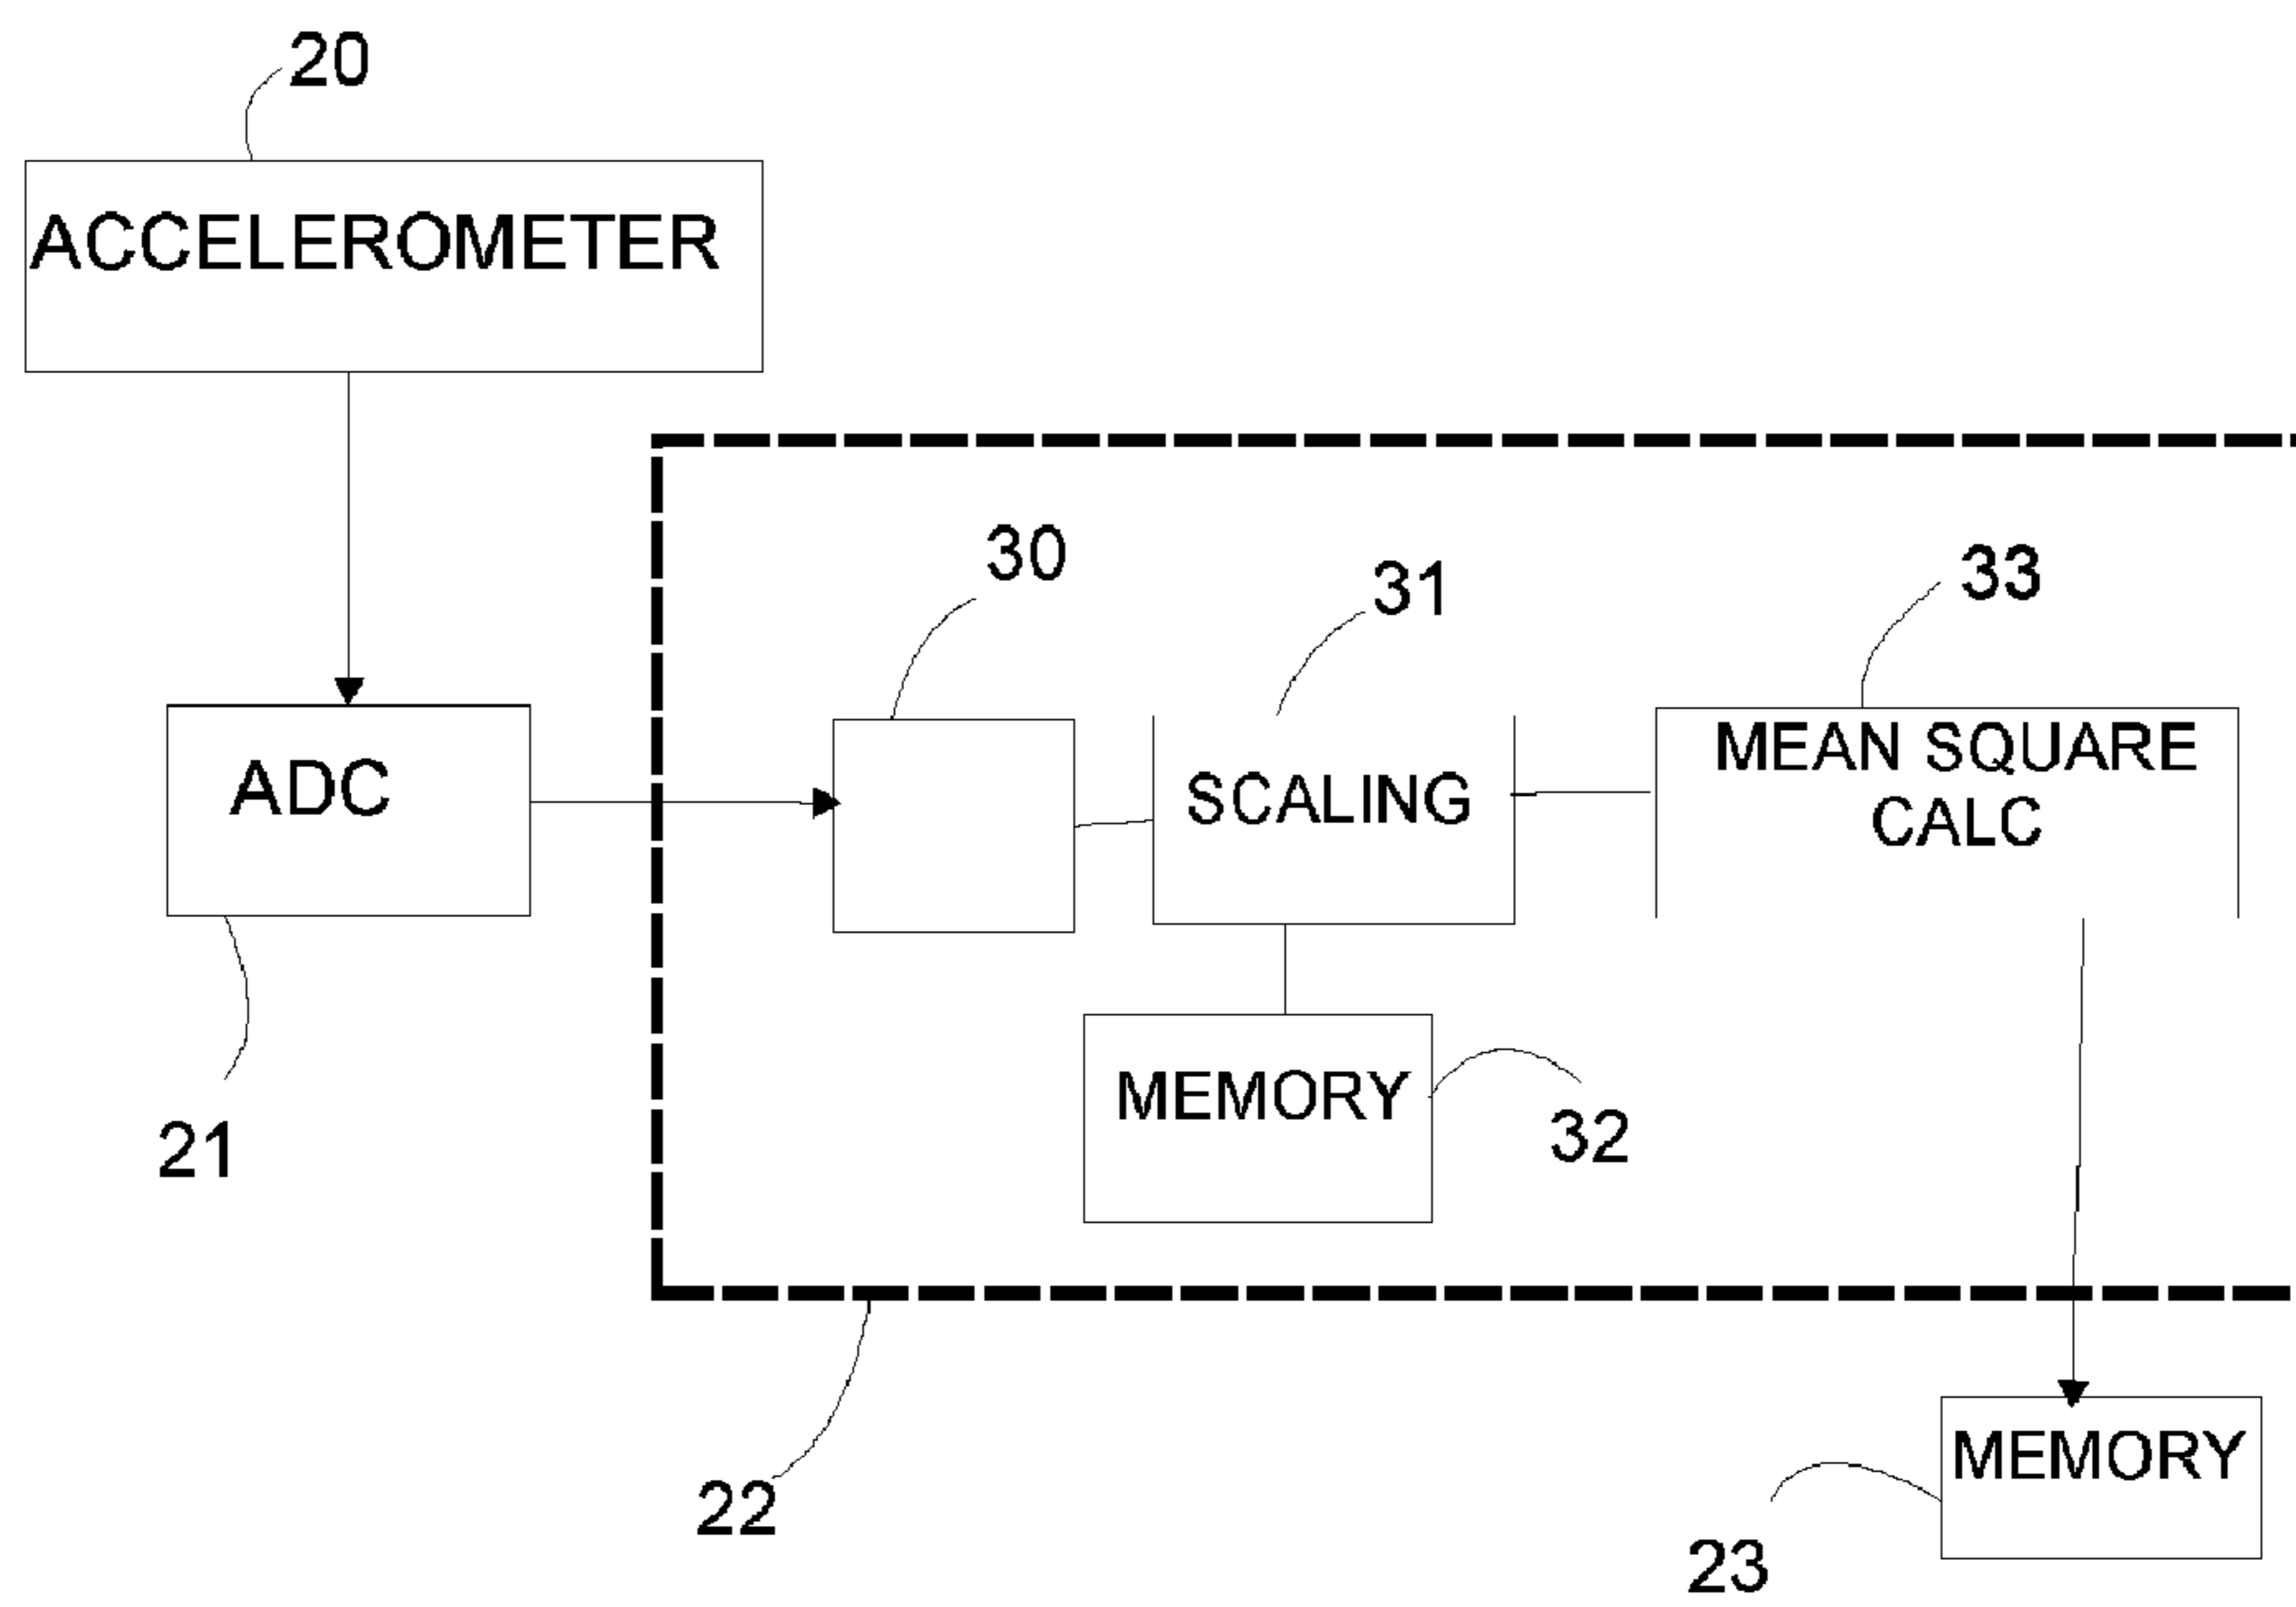 20
ACCELEROMETER
30
31
33
ADC
SCALING
MEAN SQUARE
CALC
21
MEMORY
32
22
MEMORY
23